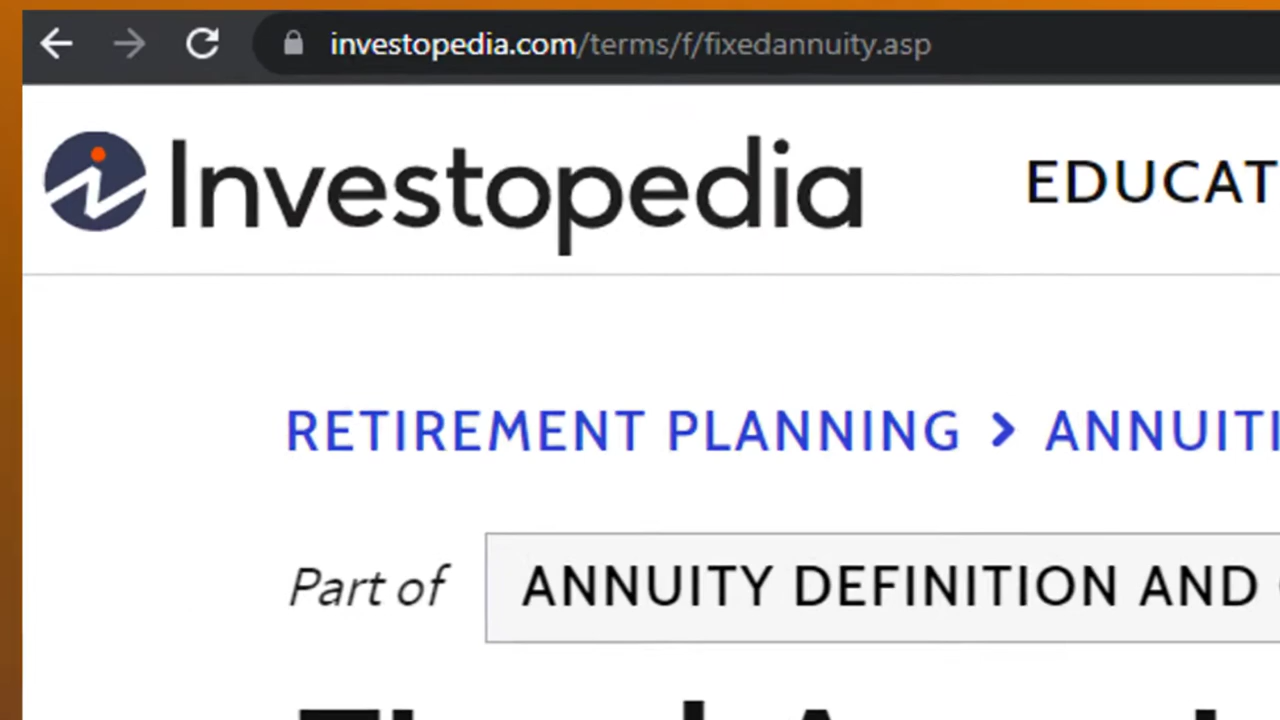 investopedia.com/terms/f/fixedannuity.asp
Investopedia
EDUCAT
RETIREMENT PLANNING > ANNUITI
Part of ANNUITY DEFINITION AND